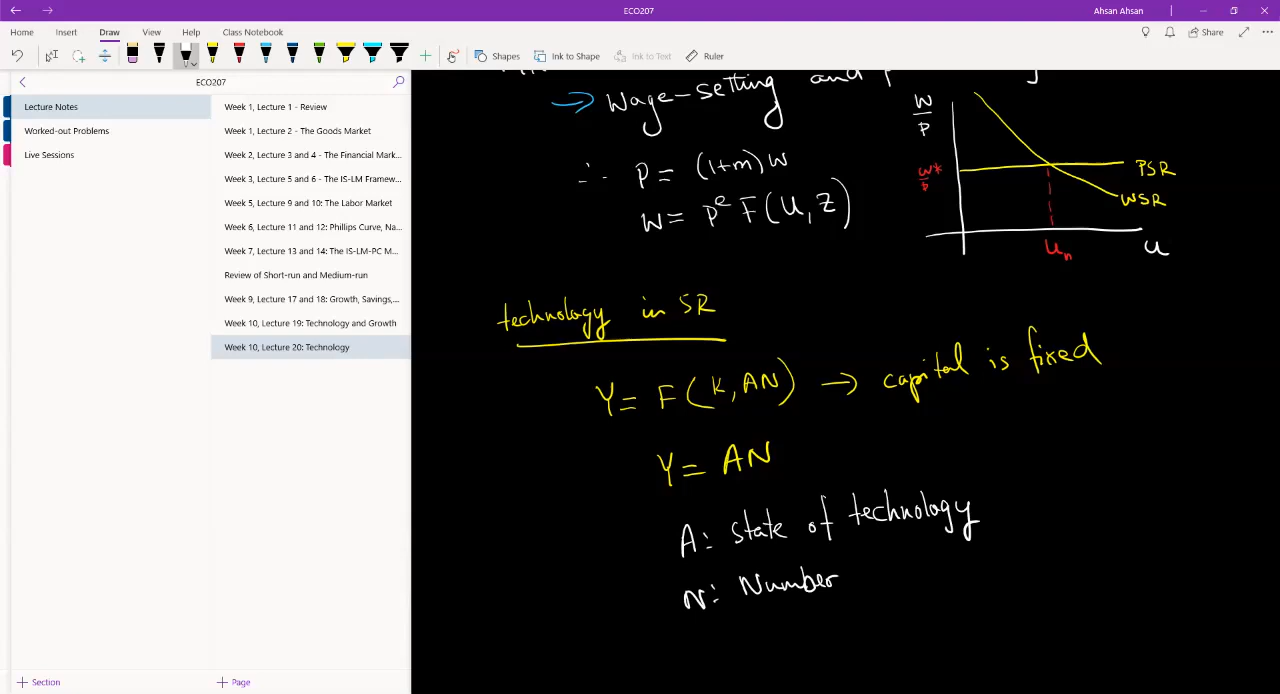 ECO207
Ahsan Ahsan
Home Insert Draw View Help Class Notebook
Share
Shapes Ink to Shape Ink to Text Ruler
ECO207
Lecture Notes
Worked-out Problems
Live Sessions
Week 1, Lecture 1 - Review
Week 1, Lecture 2 - The Goods Market
Week 2, Lecture 3 and 4 - The Financial Mark...
Week 3, Lecture 5 and 6 - The IS-LM Framew...
Week 5, Lecture 9 and 10: The Labor Market
Week 6, Lecture 11 and 12: Phillips Curve, Na...
Week 7, Lecture 13 and 14: The IS-LM-PC M...
Review of Short-run and Medium-run
Week 9, Lecture 17 and 18: Growth, Savings,...
Week 10, Lecture 19: Technology and Growth
Week 10, Lecture 20: Technology
+ Section
+ Page
→ Wage-setting and
∴ P = (1+m)W
W = Pᵉ F(u, z)
W/P
W*/P
PSR
WSR
uₙ
u
technology in SR
Y = F(K, AN) → capital is fixed
Y = AN
A: state of technology
N: Number